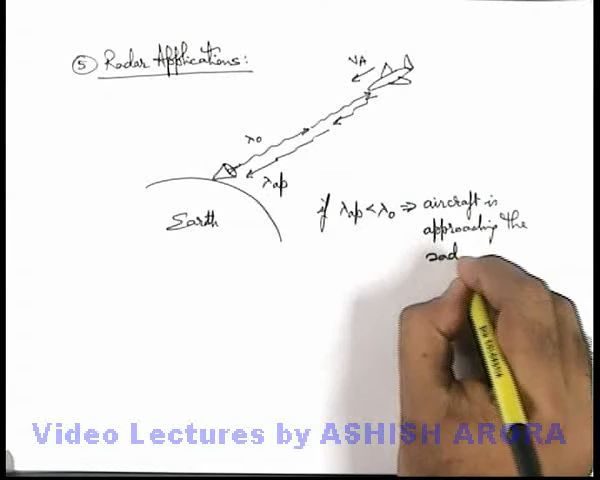 ⑤ Radar Applications:
VA
λ0
λap
Earth
if λap < λ0 ⇒ aircraft is
approaching the
rad
Video Lectures by ASHISH ARORA